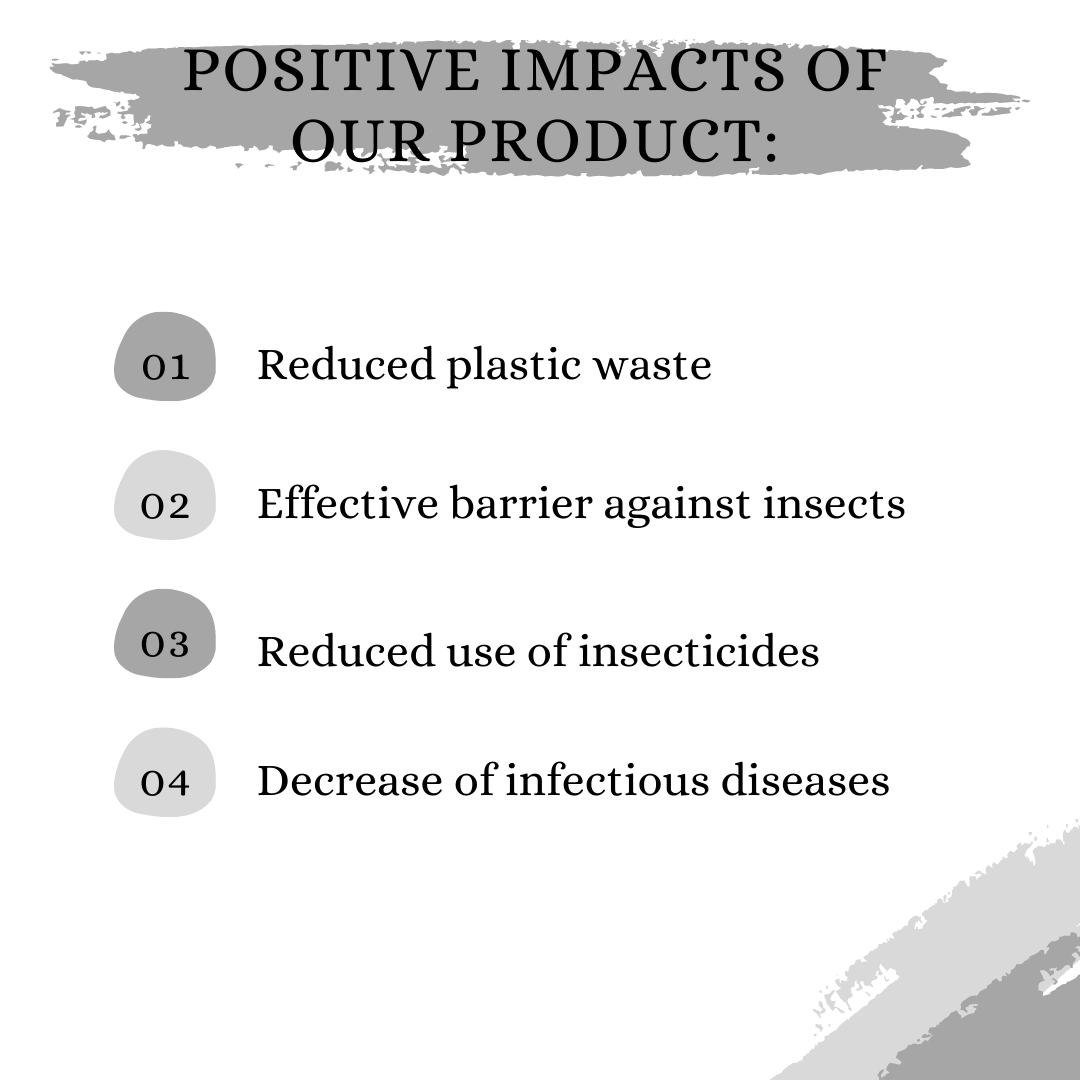 POSITIVE IMPACTS OF
OUR PRODUCT:
01 Reduced plastic waste
02 Effective barrier against insects
03 Reduced use of insecticides
04 Decrease of infectious diseases